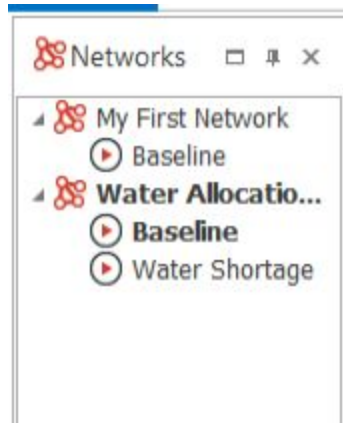 Networks
My First Network
Baseline
Water Allocatio...
Baseline
Water Shortage